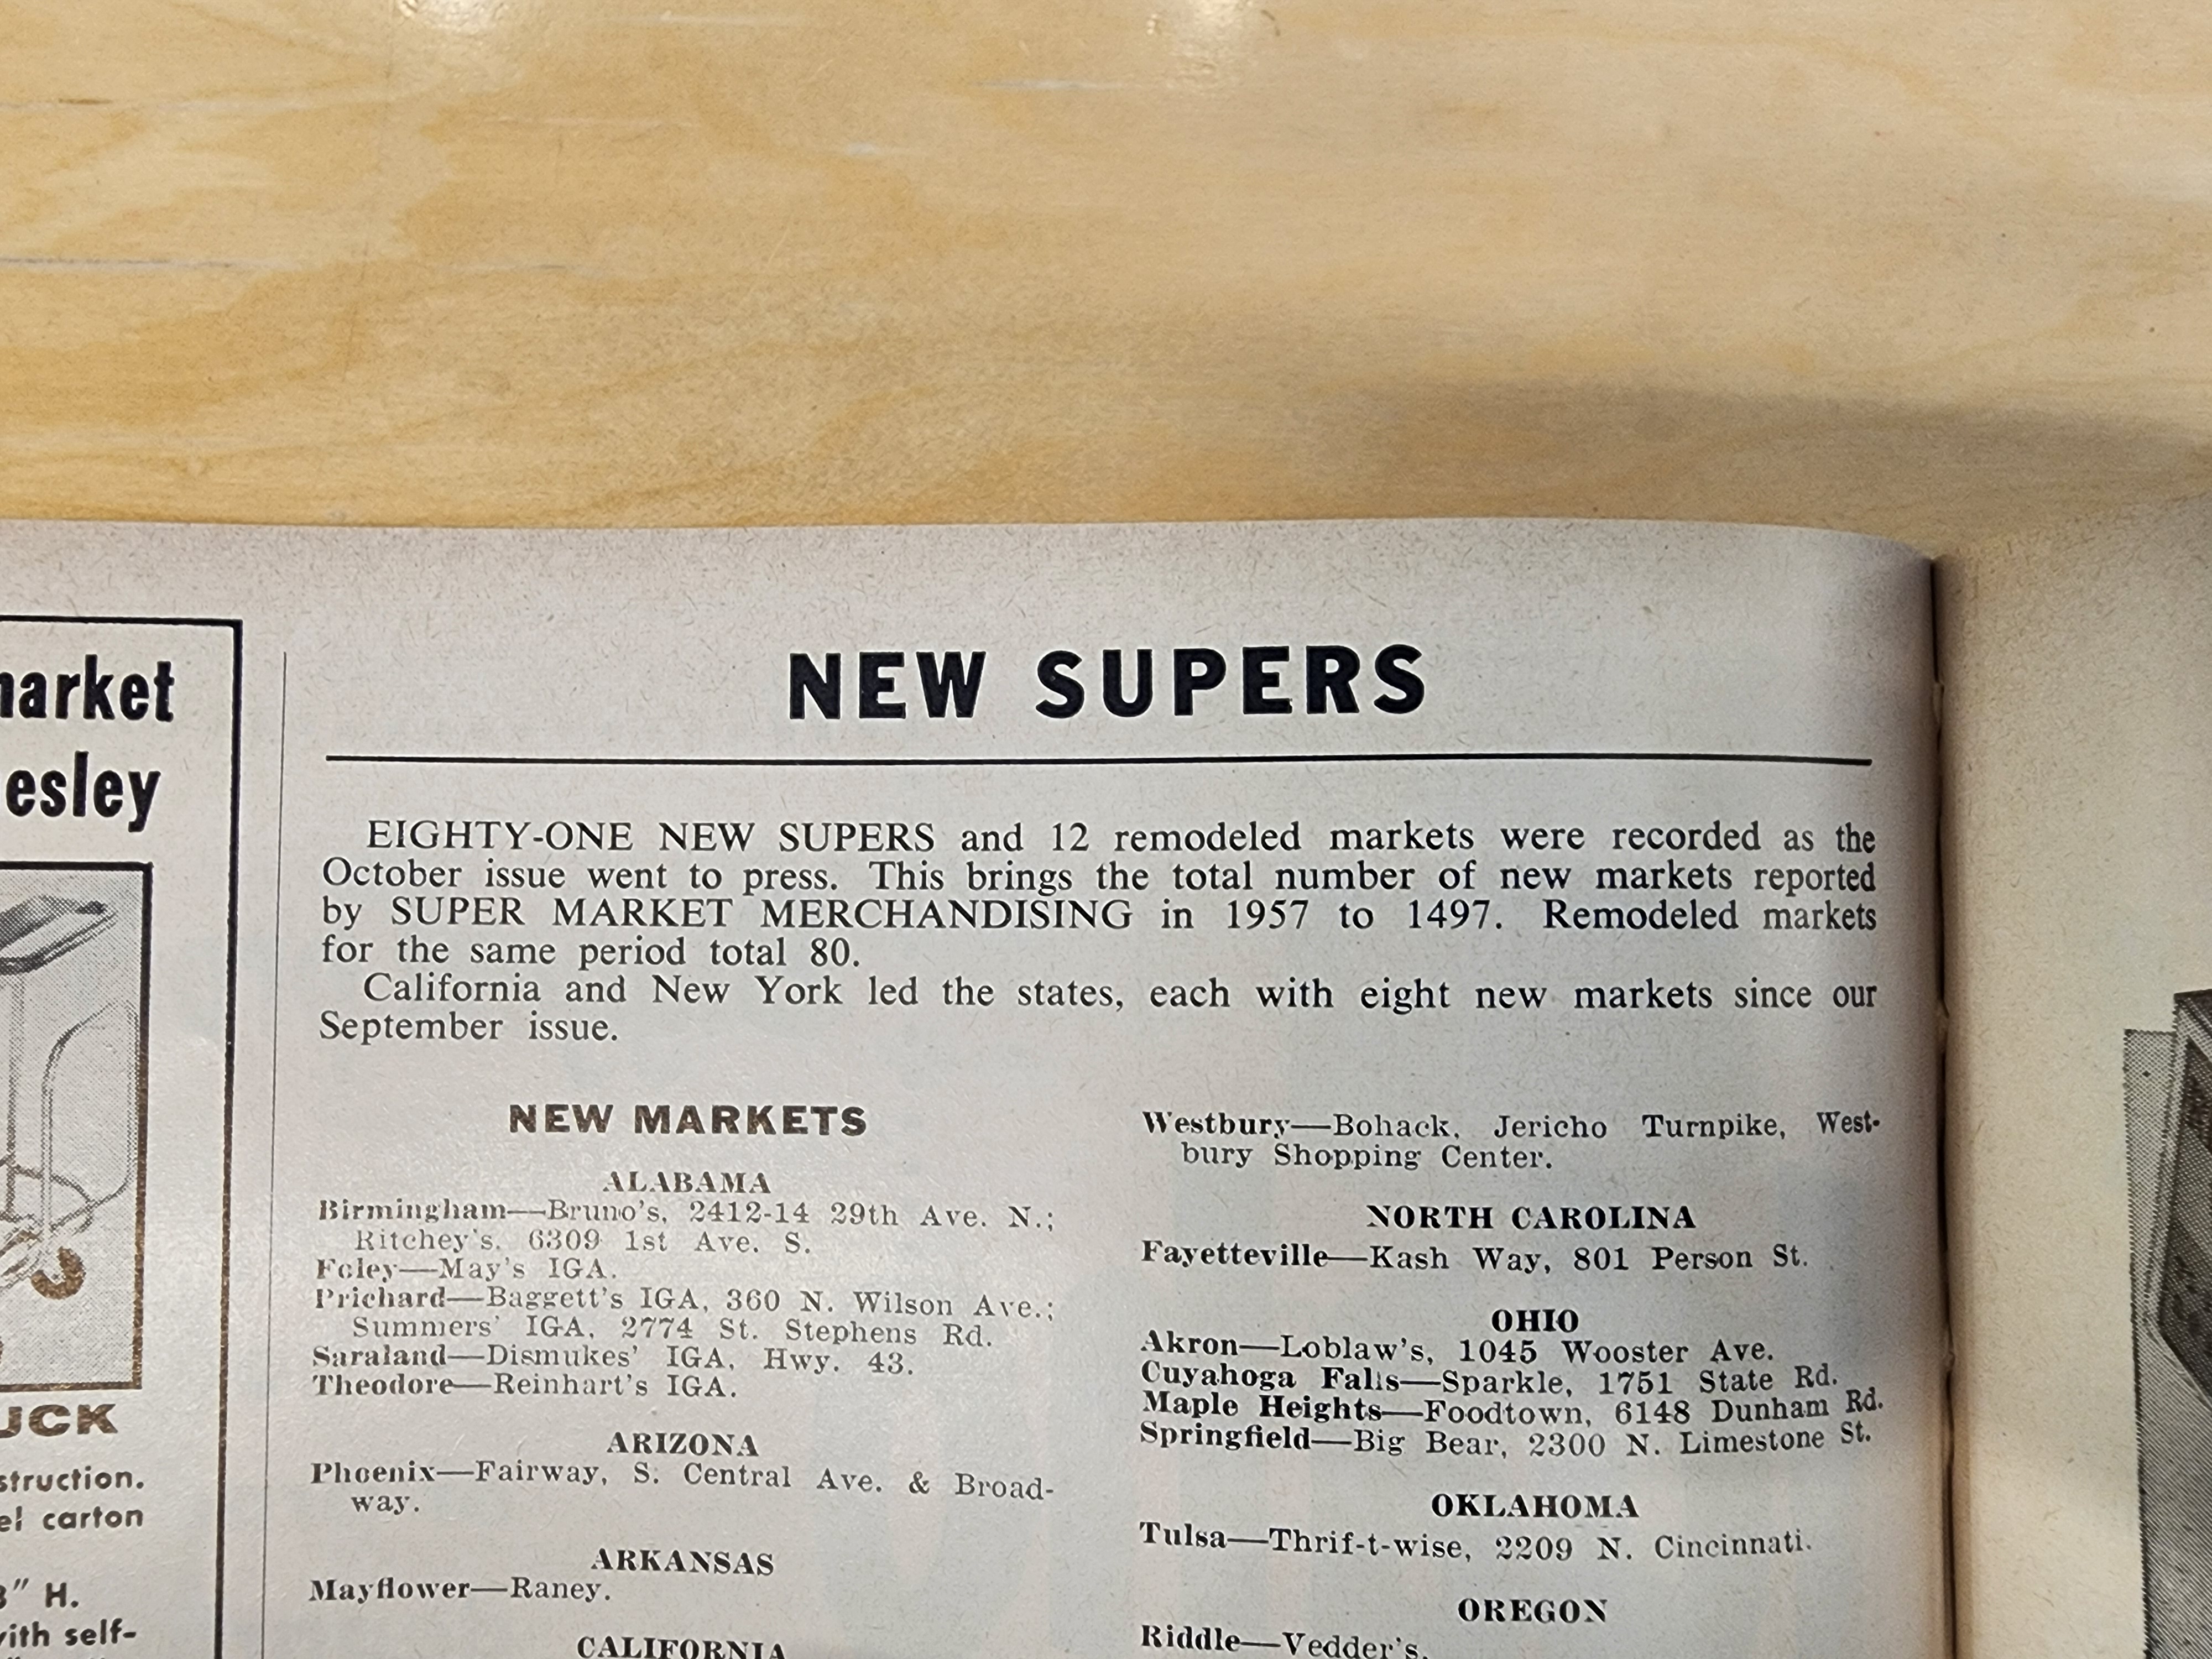 market
esley
UCK
struction.
el carton
3" H.
with self-
NEW SUPERS
EIGHTY-ONE NEW SUPERS and 12 remodeled markets were recorded as the
October issue went to press. This brings the total number of new markets reported
by SUPER MARKET MERCHANDISING in 1957 to 1497. Remodeled markets
for the same period total 80.
California and New York led the states, each with eight new markets since our
September issue.
NEW MARKETS
ALABAMA
Birmingham—Bruno's, 2412-14 29th Ave. N.;
Ritchey's, 6309 1st Ave. S.
Foley—May's IGA.
Prichard—Baggett's IGA, 360 N. Wilson Ave.;
Summers' IGA, 2774 St. Stephens Rd.
Saraland—Dismukes' IGA, Hwy. 43.
Theodore—Reinhart's IGA.
ARIZONA
Phoenix—Fairway, S. Central Ave. & Broad-
way.
ARKANSAS
Mayflower—Raney.
CALIFORNIA
Westbury—Bohack, Jericho Turnpike, West-
bury Shopping Center.
NORTH CAROLINA
Fayetteville—Kash Way, 801 Person St.
OHIO
Akron—Loblaw's, 1045 Wooster Ave.
Cuyahoga Falls—Sparkle, 1751 State Rd.
Maple Heights—Foodtown, 6148 Dunham Rd.
Springfield—Big Bear, 2300 N. Limestone St.
OKLAHOMA
Tulsa—Thrif-t-wise, 2209 N. Cincinnati.
OREGON
Riddle—Vedder's.